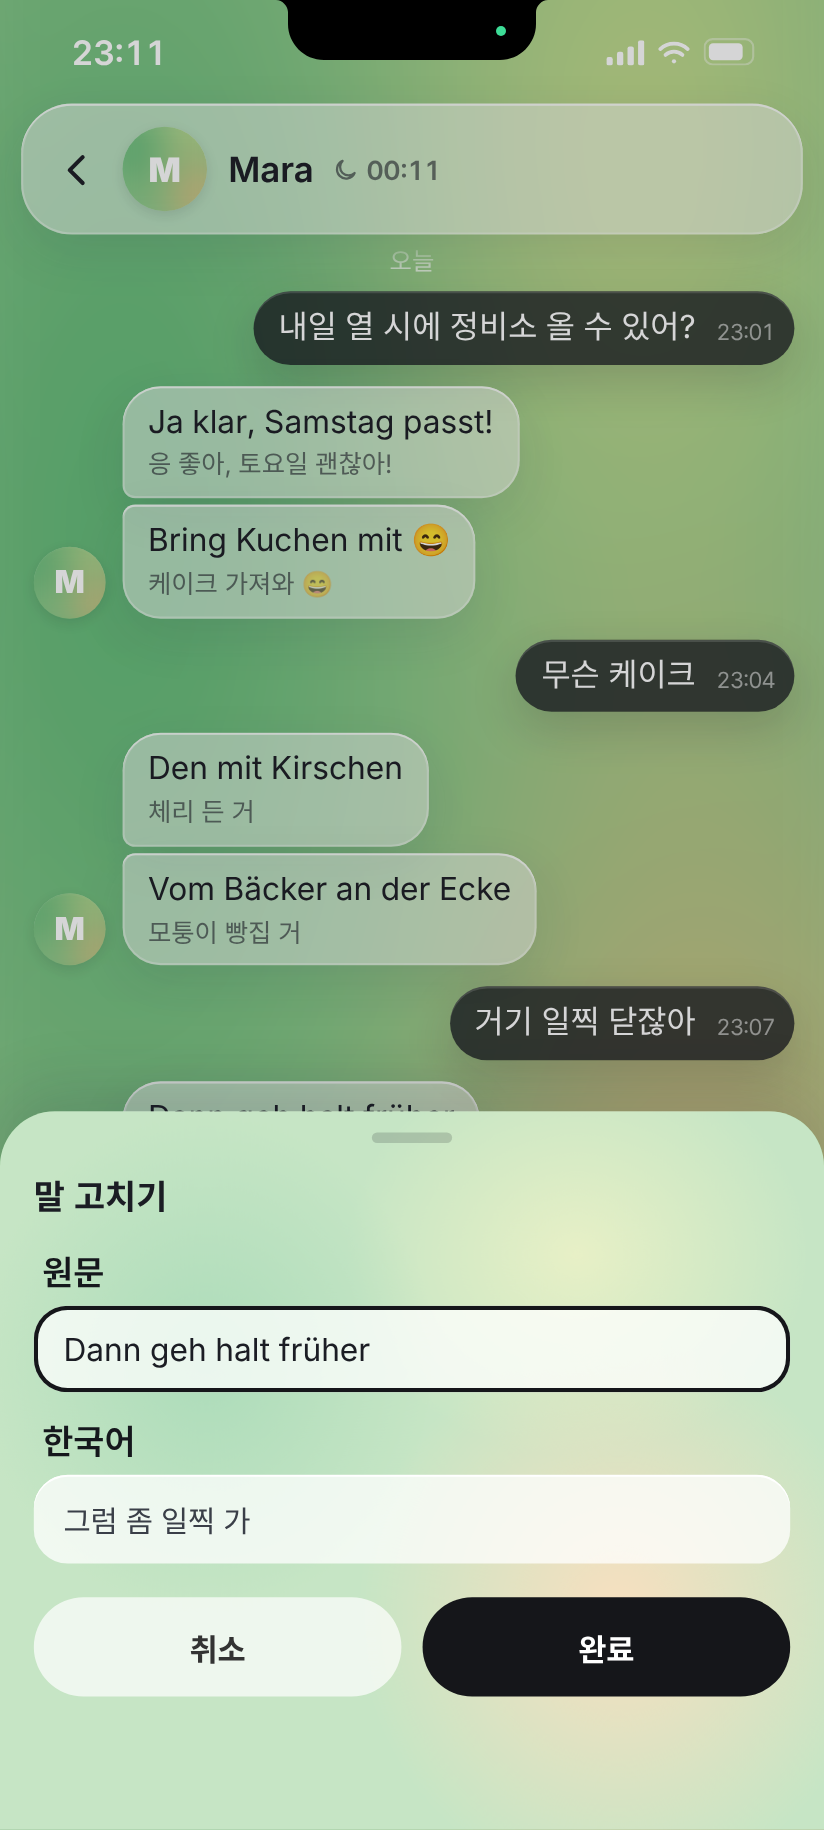 23:11
M
Mara 00:11
오늘
내일 열 시에 정비소 올 수 있어? 23:01
Ja klar, Samstag passt!
응 좋아, 토요일 괜찮아!
Bring Kuchen mit 😄
케이크 가져와 😄
M
무슨 케이크 23:04
Den mit Kirschen
체리 든 거
Vom Bäcker an der Ecke
모퉁이 빵집 거
M
거기 일찍 닫잖아 23:07
Dann geh halt früher
말 고치기
원문
Dann geh halt früher
한국어
그럼 좀 일찍 가
취소
완료